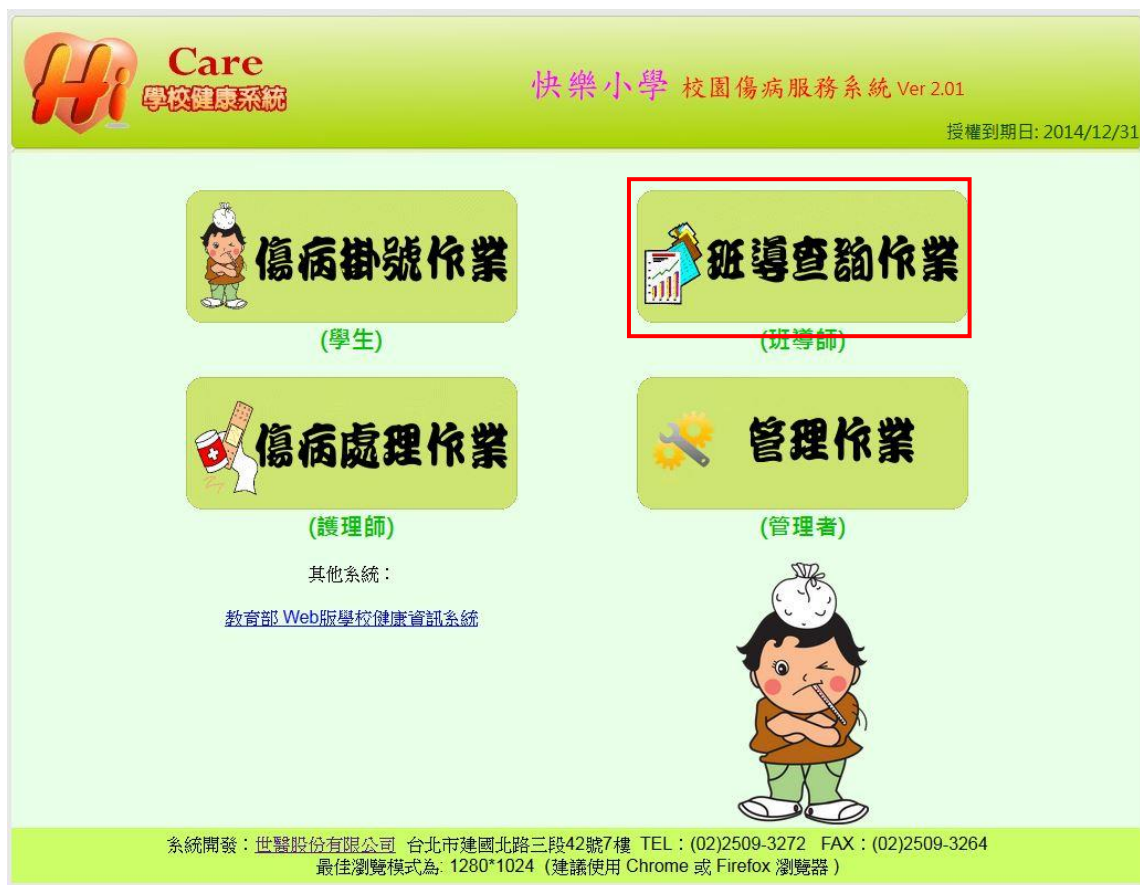 Hi Care
學校健康系統
快樂小學 校園傷病服務系統 Ver 2.01
授權到期日: 2014/12/31
傷病掛號作業
(學生)
班導查詢作業
(班導師)
傷病處理作業
(護理師)
管理作業
(管理者)
其他系統：
教育部 Web版學校健康資訊系統
系統開發：世醫股份有限公司 台北市建國北路三段42號7樓 TEL：(02)2509-3272 FAX：(02)2509-3264
最佳瀏覽模式為: 1280*1024 (建議使用 Chrome 或 Firefox 瀏覽器 )